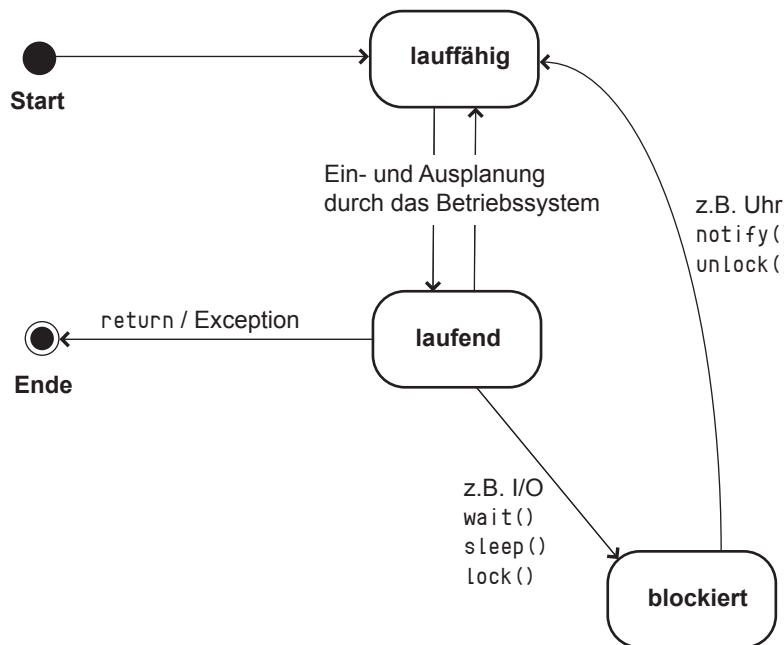 lauffähig
Start
Ein- und Ausplanung
durch das Betriebssystem
z.B. Uhr
notify(
unlock(
return / Exception
laufend
Ende
z.B. I/O
wait()
sleep()
lock()
blockiert